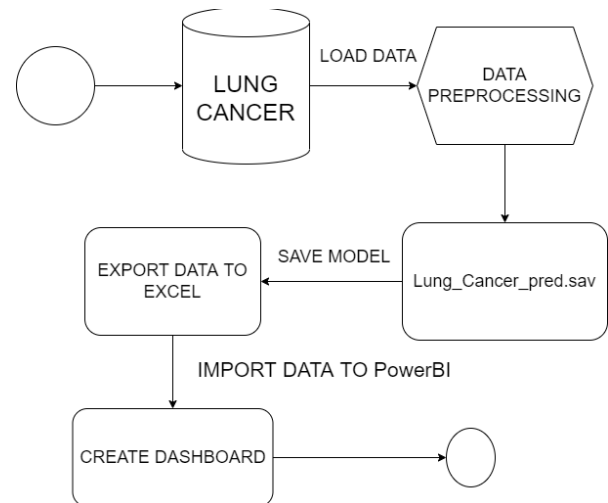 LUNG
CANCER
LOAD DATA
DATA
PREPROCESSING
Lung_Cancer_pred.sav
SAVE MODEL
EXPORT DATA TO
EXCEL
IMPORT DATA TO PowerBI
CREATE DASHBOARD